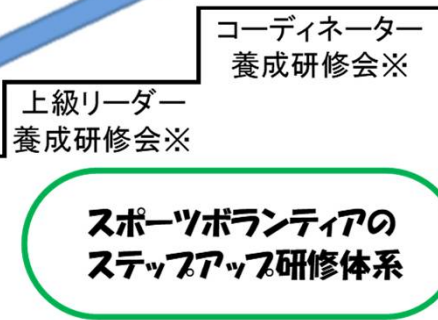 コーディネーター
養成研修会※
上級リーダー
養成研修会※
スポーツボランティアの
ステップアップ研修体系